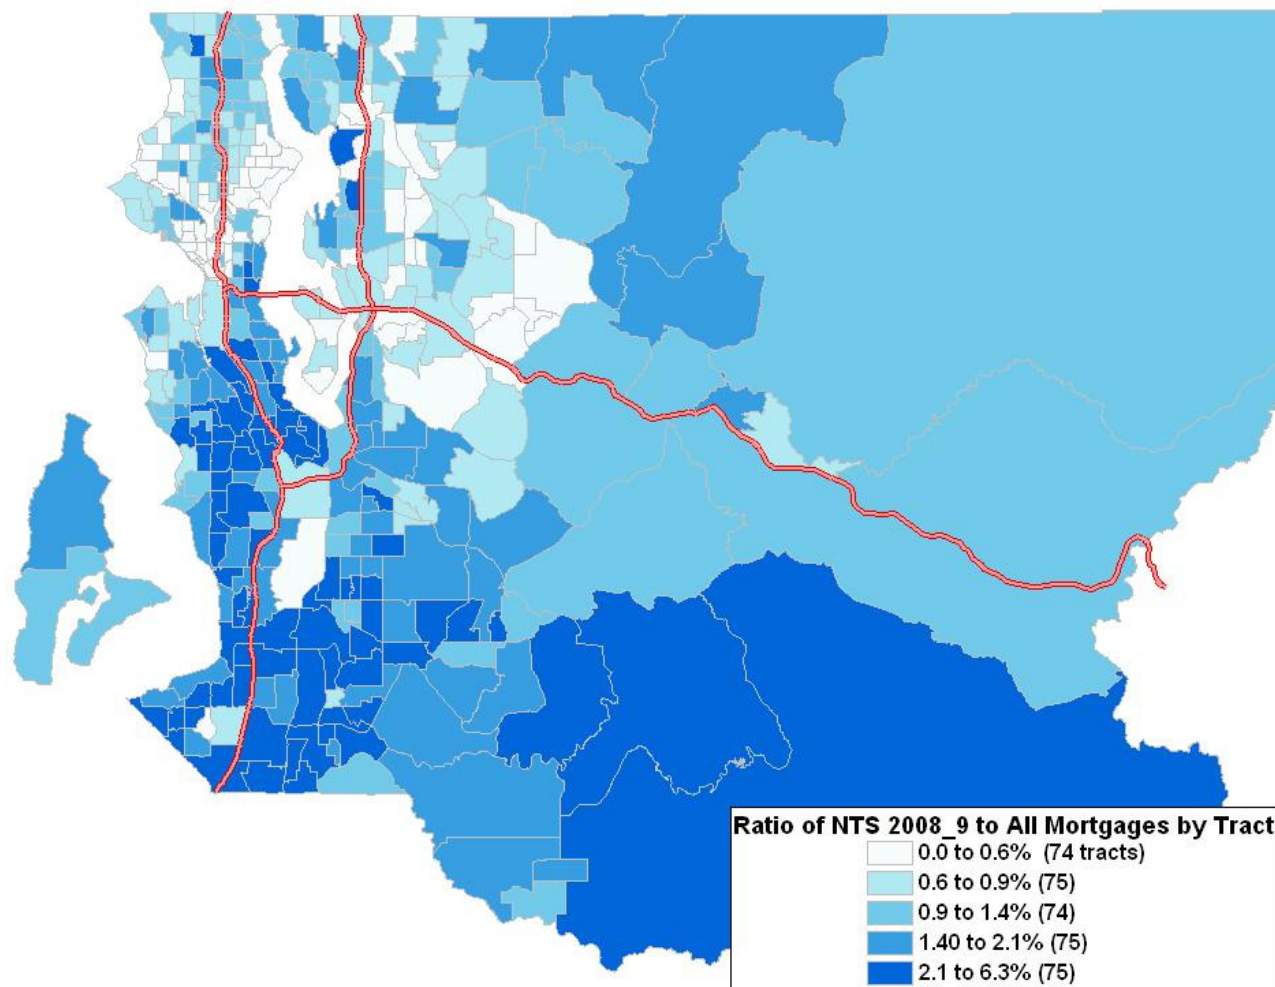 Ratio of NTS 2008_9 to All Mortgages by Tract
0.0 to 0.6% (74 tracts)
0.6 to 0.9% (75)
0.9 to 1.4% (74)
1.40 to 2.1% (75)
2.1 to 6.3% (75)